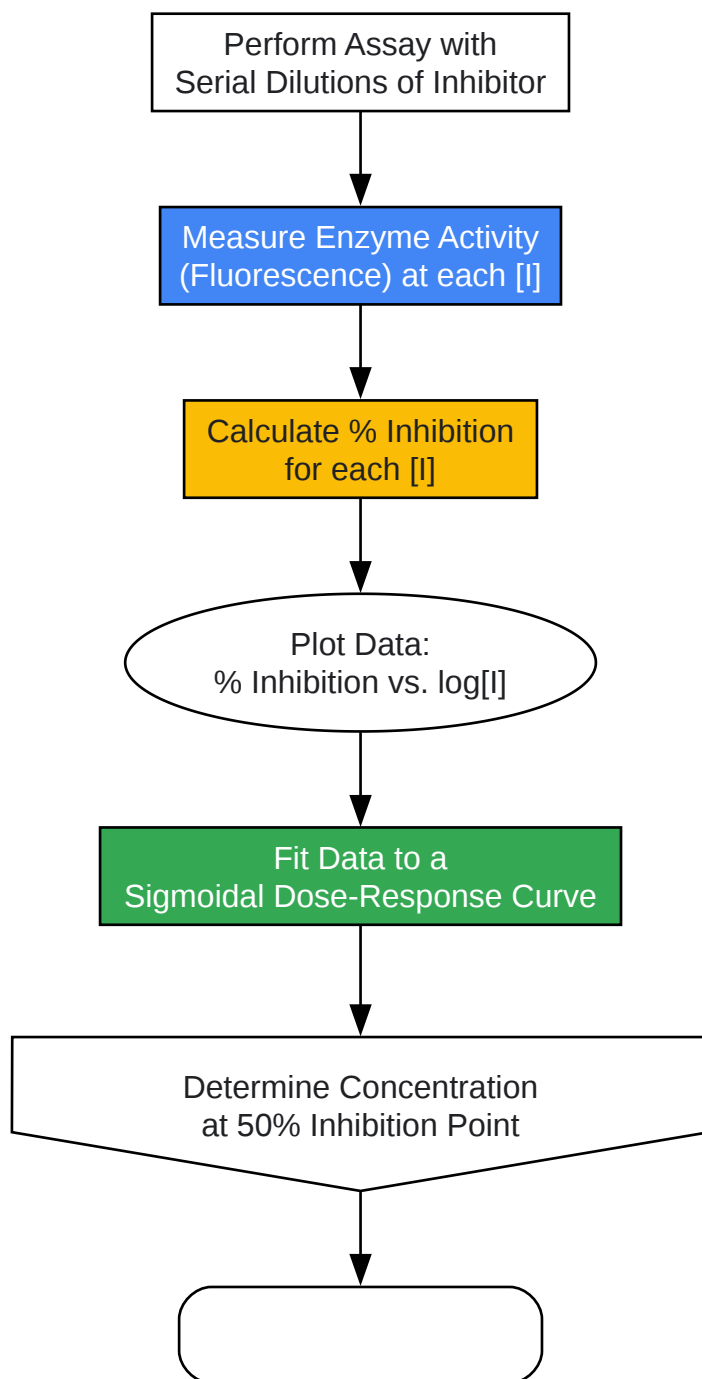 Perform Assay with
Serial Dilutions of Inhibitor
Measure Enzyme Activity
(Fluorescence) at each [I]
Calculate % Inhibition
for each [I]
Plot Data:
% Inhibition vs. log[I]
Fit Data to a
Sigmoidal Dose-Response Curve
Determine Concentration
at 50% Inhibition Point